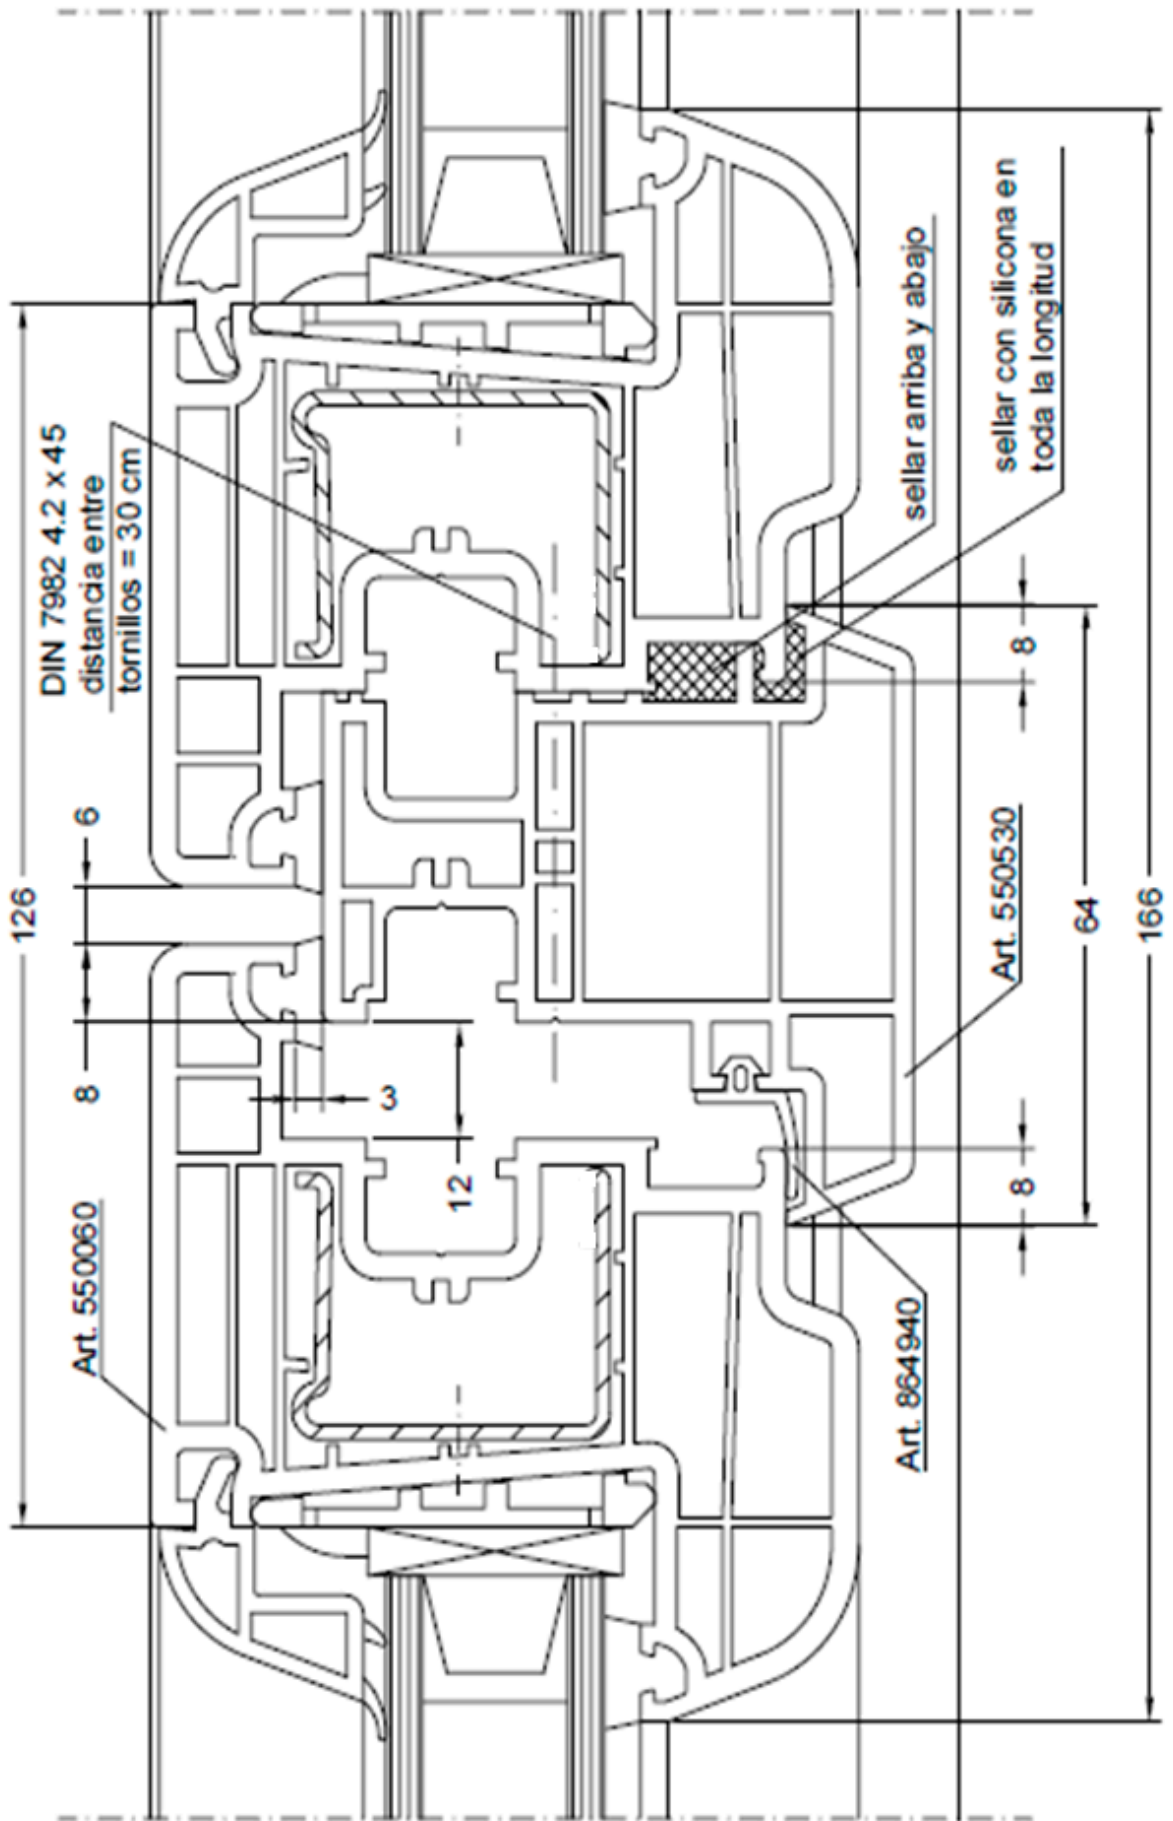 126
DIN 7982 4.2 x 45
distancia entre
tornillos = 30 cm
6
8
3
12
Art. 550060
sellar arriba y abajo
sellar con silicona en
toda la longitud
8
Art. 550530
64
166
8
Art. 864940